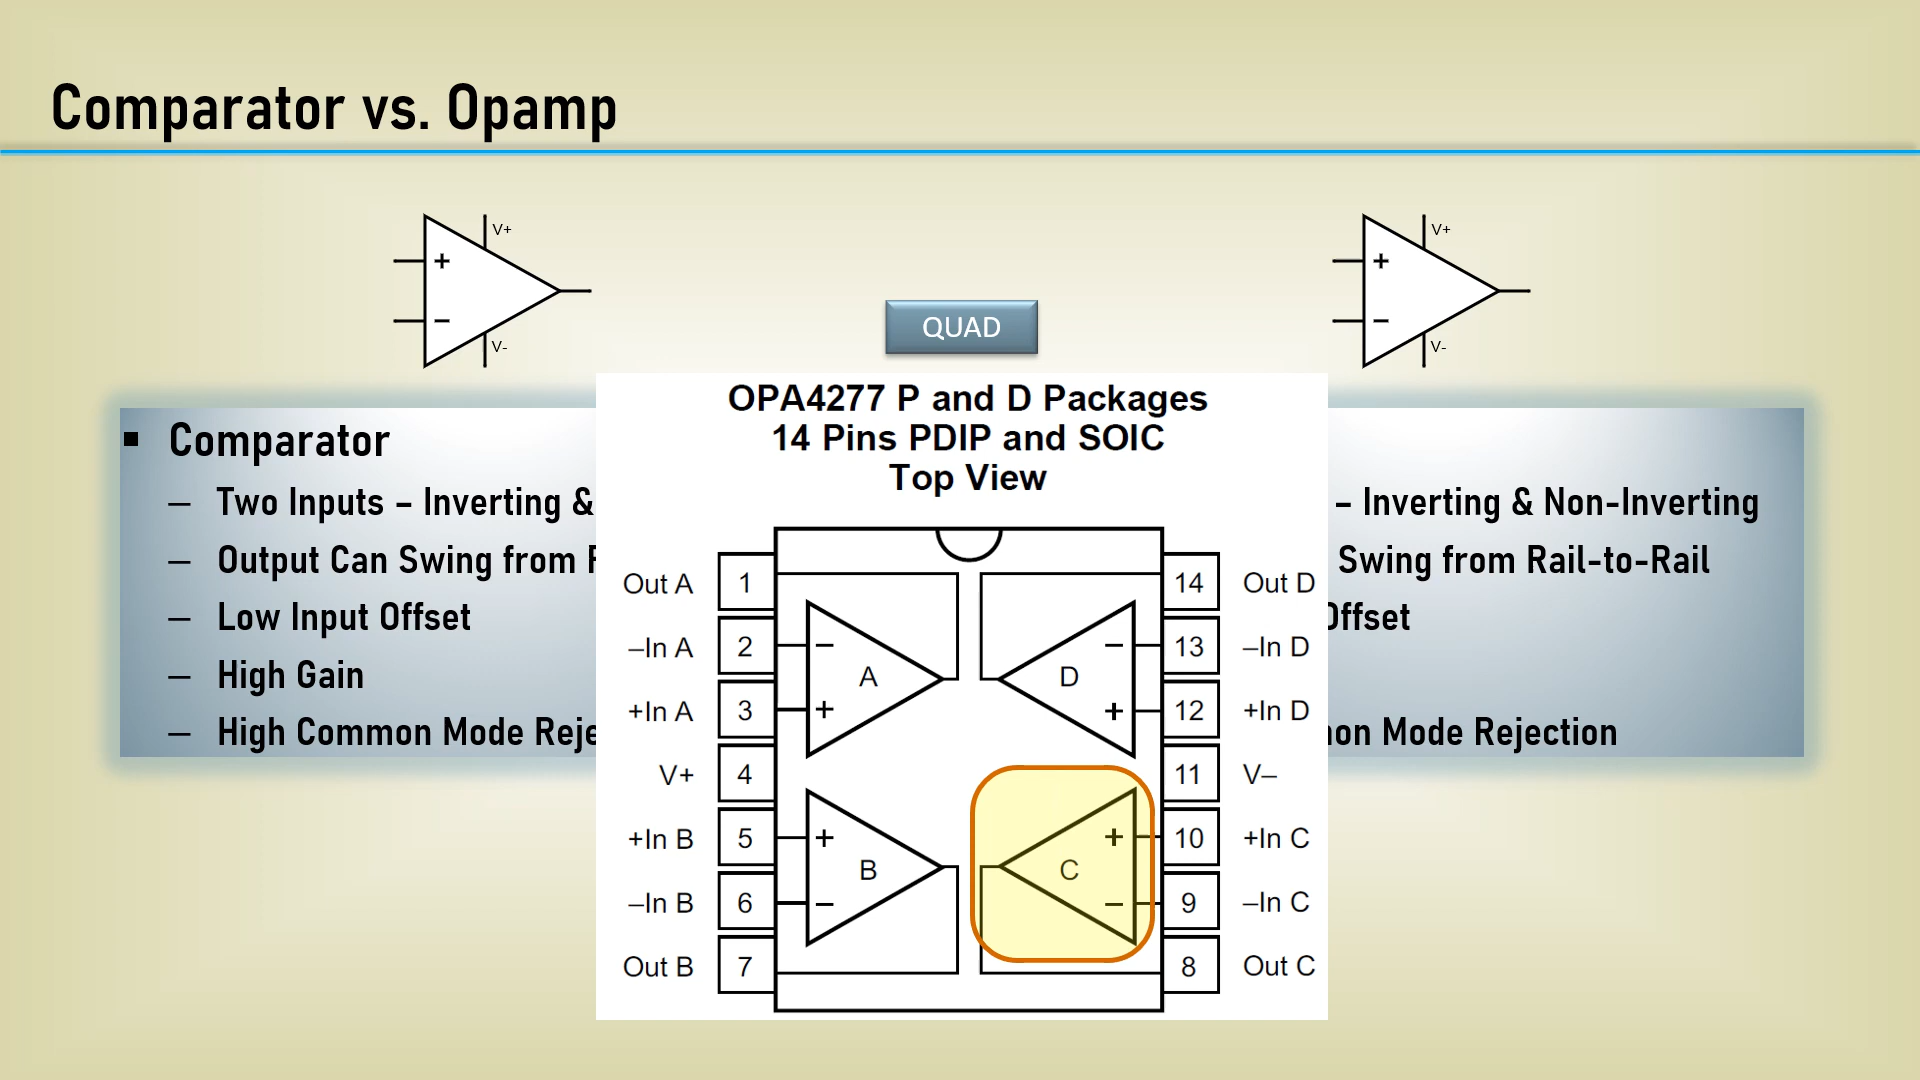 Comparator vs. Opamp
V+
+
−
V-
V+
+
−
V-
QUAD
OPA4277 P and D Packages
14 Pins PDIP and SOIC
Top View
▪ Comparator
– Two Inputs – Inverting &
– Output Can Swing from
– Low Input Offset
– High Gain
– High Common Mode
– Inverting & Non-Inverting
Swing from Rail-to-Rail
Offset
Mode Rejection
Out A 1 14 Out D
–In A 2 − − 13 –In D
A D
+In A 3 + + 12 +In D
V+ 4 11 V–
+In B 5 + + 10 +In C
B C
–In B 6 − − 9 –In C
Out B 7 8 Out C